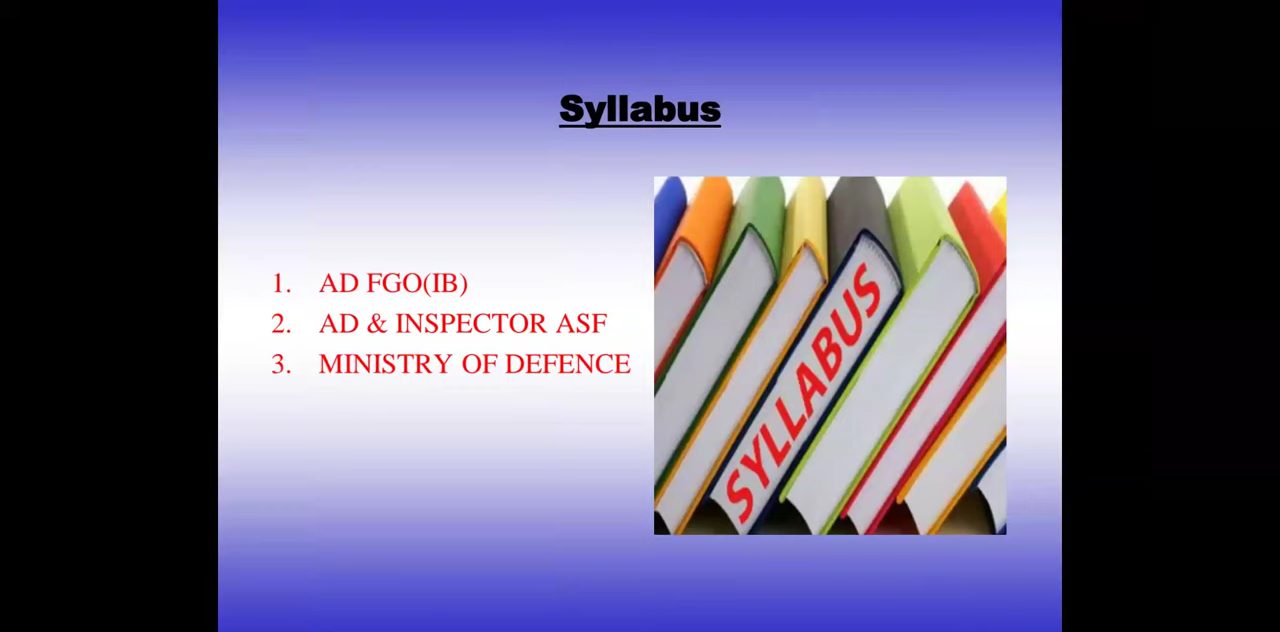 Syllabus
1. AD FGO(IB)
2. AD & INSPECTOR ASF
3. MINISTRY OF DEFENCE
SYLLABUS